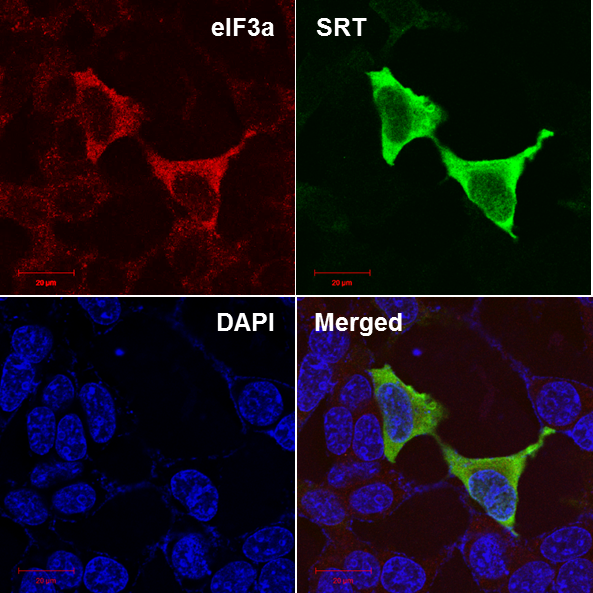 eIF3a
SRT
20 µm
20 µm
DAPI
Merged
20 µm
20 µm